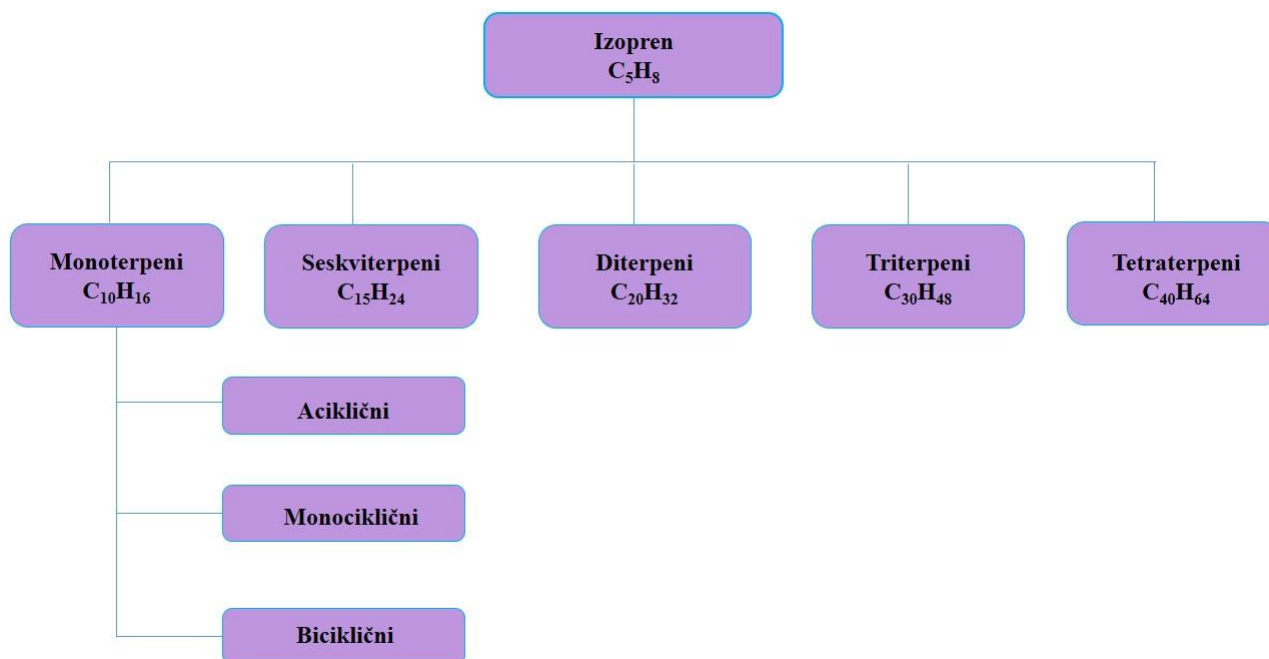 Izopren
C₅H₈
Monoterpeni
C₁₀H₁₆
Seskviterpeni
C₁₅H₂₄
Diterpeni
C₂₀H₃₂
Triterpeni
C₃₀H₄₈
Tetraterpeni
C₄₀H₆₄
Aciklični
Monociklični
Biciklični